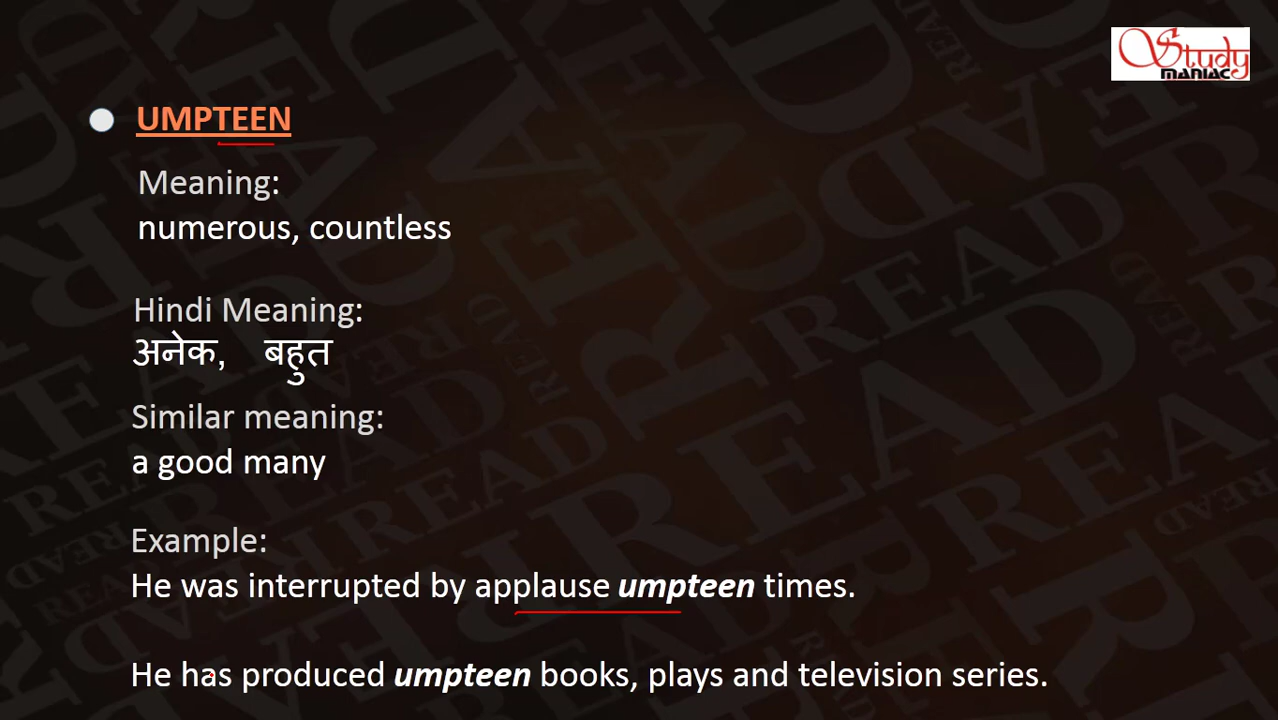 Study
MANIAC
UMPTEEN
Meaning:
numerous, countless
Hindi Meaning:
अनेक, बहुत
Similar meaning:
a good many
Example:
He was interrupted by applause umpteen times.
He has produced umpteen books, plays and television series.